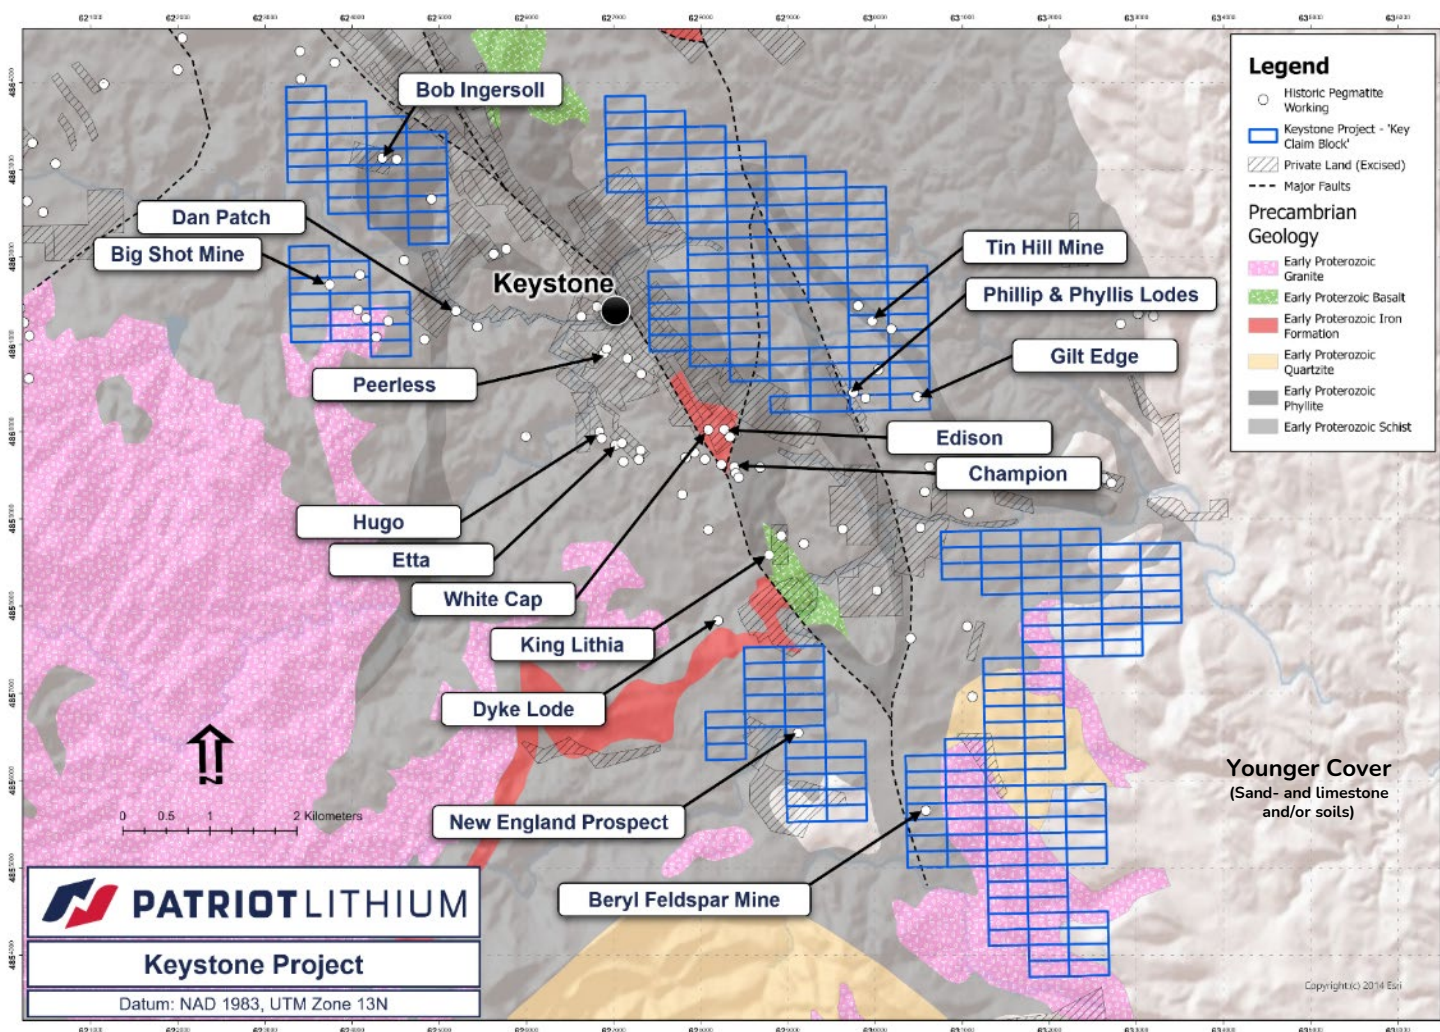 Bob Ingersoll
Dan Patch
Big Shot Mine
Keystone
Tin Hill Mine
Phillip & Phyllis Lodes
Gilt Edge
Peerless
Edison
Champion
Hugo
Etta
White Cap
King Lithia
Dyke Lode
New England Prospect
Beryl Feldspar Mine
Younger Cover
(Sand- and limestone
and/or soils)
N
0 0.5 1 2 Kilometers
Legend
Historic Pegmatite
Working
Keystone Project - 'Key
Claim Block'
Private Land (Excised)
Major Faults
Precambrian
Geology
Early Proterozoic
Granite
Early Proterzoic Basalt
Early Proterozoic Iron
Formation
Early Proterozoic
Quartzite
Early Proterozoic
Phyllite
Early Proterozoic Schist
PATRIOT LITHIUM
Keystone Project
Datum: NAD 1983, UTM Zone 13N
Copyright:(c) 2014 Esri